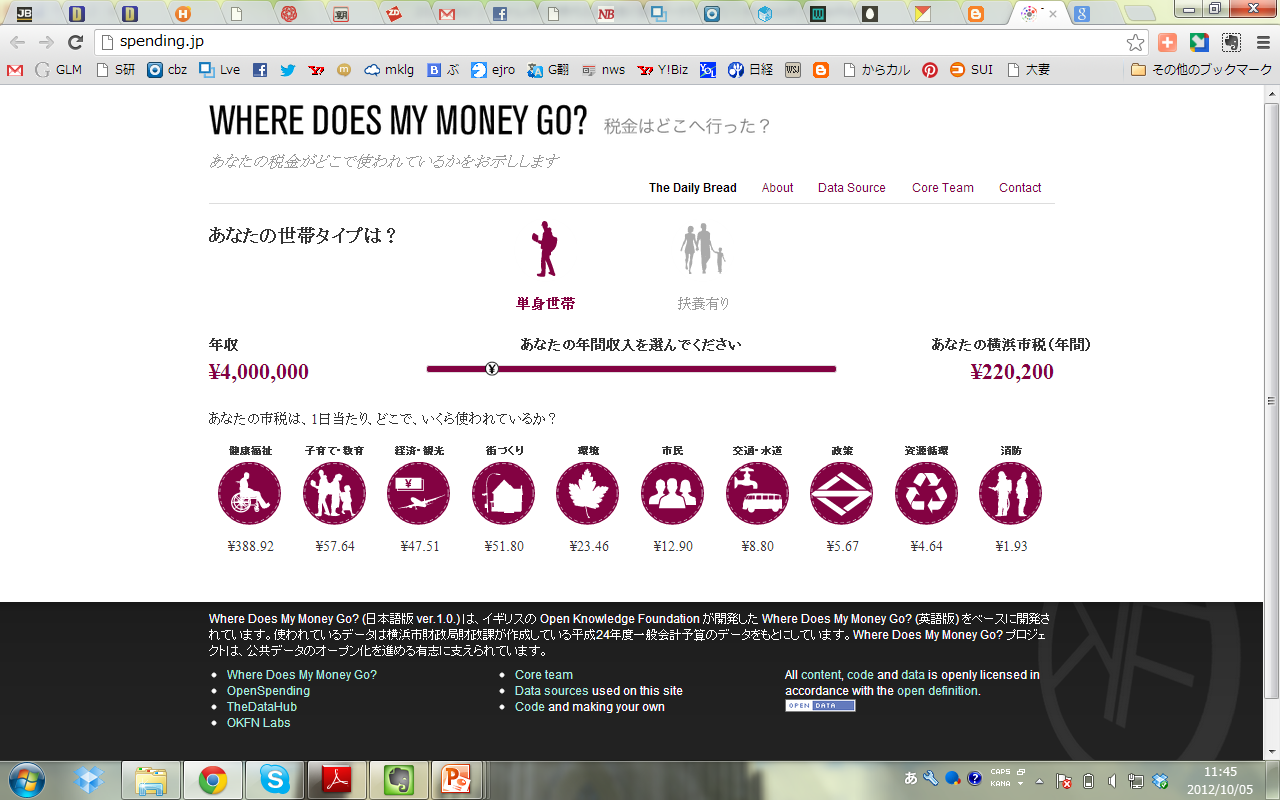 spending.jp
GLM S研 cbz Lve ぶ mklg ejro G翻 nws Y!Biz 日経 WSJ からカル SUI 大妻 その他のブックマーク
WHERE DOES MY MONEY GO? 税金はどこへ行った？
あなたの税金がどこで使われているかをお示しします
The Daily Bread About Data Source Core Team Contact
あなたの世帯タイプは？
単身世帯 扶養有り
年収 あなたの年間収入を選んでください あなたの横浜市税（年間）
¥4,000,000 ¥ ¥220,200
あなたの市税は、1日当たり、どこで、いくら使われているか？
健康福祉 子育て・教育 経済・観光 街づくり 環境 市民 交通・水道 政策 資源循環 消防
¥388.92 ¥57.64 ¥47.51 ¥51.80 ¥23.46 ¥12.90 ¥8.80 ¥5.67 ¥4.64 ¥1.93
Where Does My Money Go? (日本語版 ver.1.0.)は、イギリスの Open Knowledge Foundation が開発した Where Does My Money Go? (英語版)をベースに開発さ
れています。使われているデータは横浜市財政局財政課が作成している平成24年度一般会計予算のデータをもとにしています。Where Does My Money Go? プロジェ
クトは、公共データのオープン化を進める有志に支えられています。
Where Does My Money Go?
OpenSpending
TheDataHub
OKFN Labs
Core team
Data sources used on this site
Code and making your own
All content, code and data is openly licensed in
accordance with the open definition.
OPEN DATA
あ CAPS KANA
11:45
2012/10/05